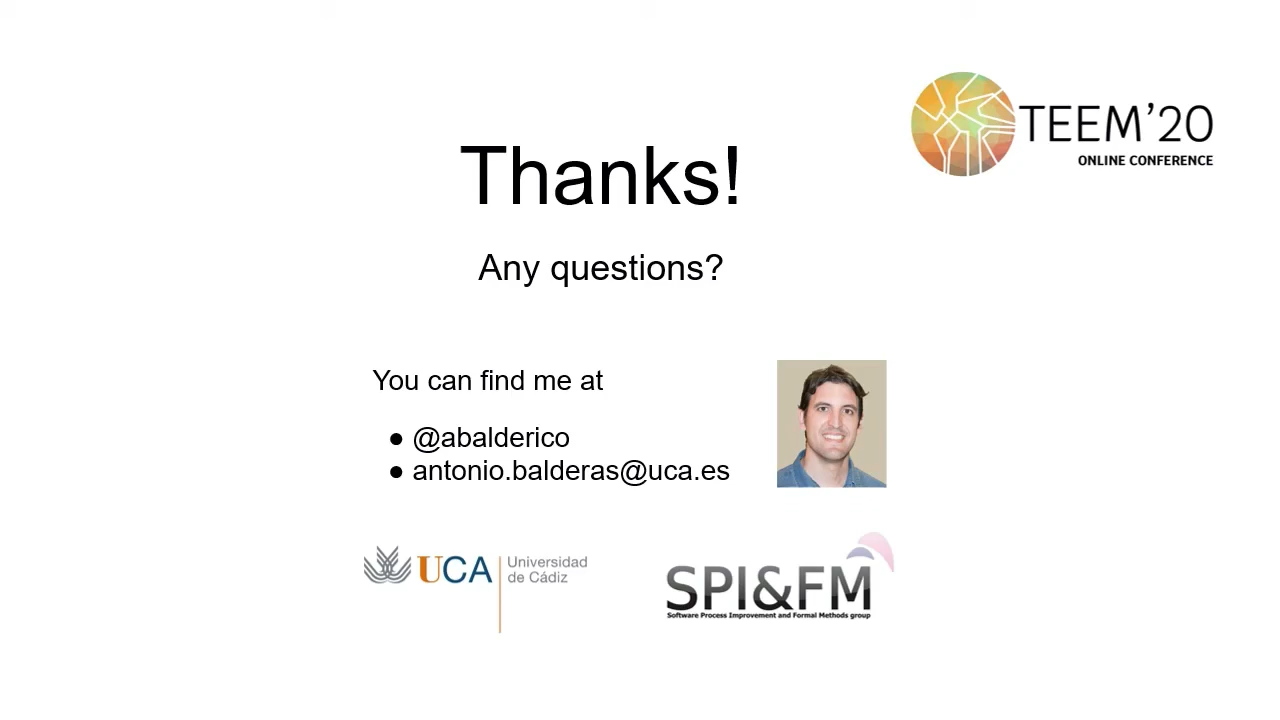 TEEM’20
ONLINE CONFERENCE
Thanks!
Any questions?
You can find me at
● @abalderico
● antonio.balderas@uca.es
UCA
Universidad
de Cádiz
SPI&FM
Software Process Improvement and Formal Methods group